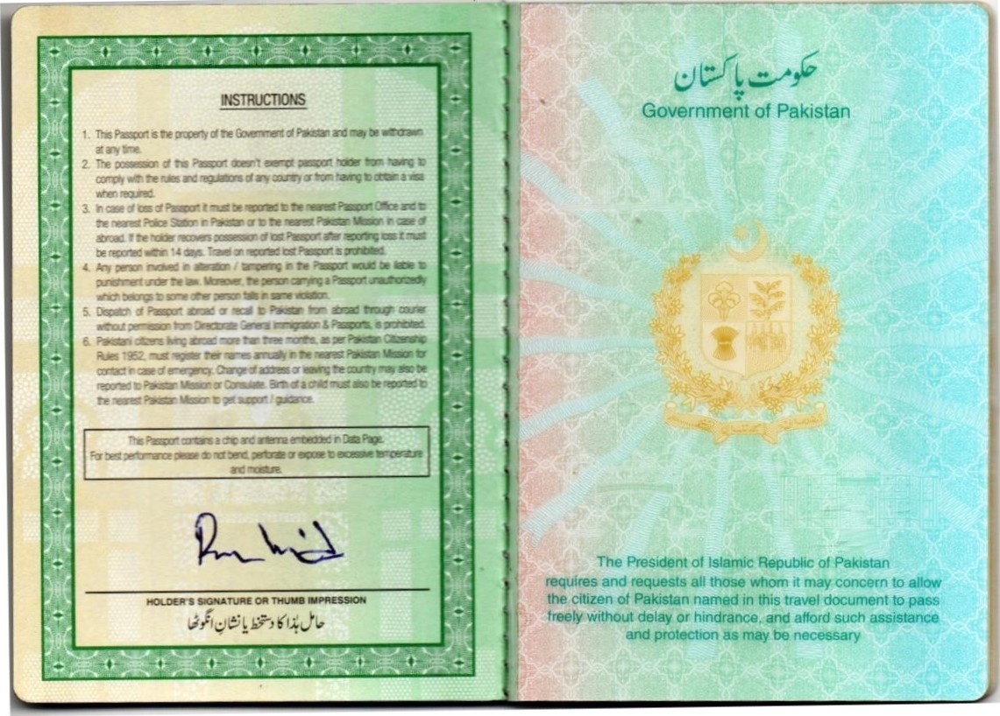 INSTRUCTIONS
1. This Passport is the property of the Government of Pakistan and may be withdrawn
at any time.
2. The possession of this Passport doesn't exempt passport holder from having to
comply with the rules and regulations of any country or from having to obtain a visa
when required.
3. In case of loss of Passport it must be reported to the nearest Passport Office and to
the nearest Police Station in Pakistan or to the nearest Pakistan Mission in case of
abroad. If the holder recovers possession of lost Passport after reporting loss it must
be reported within 14 days. Travel on reported lost Passport is prohibited.
4. Any person involved in alteration / tampering in the Passport would be liable to
punishment under the law. Moreover, the person carrying a Passport unauthorizedly
which belongs to some other person falls in same violation.
5. Dispatch of Passport abroad or recall to Pakistan from abroad through courier
without permission from Directorate General Immigration & Passports, is prohibited.
6. Pakistani citizens living abroad more than three months, as per Pakistan Citizenship
Rules 1952, must register their names annually in the nearest Pakistan Mission for
contact in case of emergency. Change of address or leaving the country may also be
reported to Pakistan Mission or Consulate. Birth of a child must also be reported to
the nearest Pakistan Mission to get support / guidance.
This Passport contains a chip and antenna embedded in Data Page.
For best performance please do not bend, perforate or expose to excessive temperature
and moisture.
HOLDER'S SIGNATURE OR THUMB IMPRESSION
حامل ہٰذا کا دستخط یا نشان انگوٹھا
حکومت پاکستان
Government of Pakistan
The President of Islamic Republic of Pakistan
requires and requests all those whom it may concern to allow
the citizen of Pakistan named in this travel document to pass
freely without delay or hindrance, and afford such assistance
and protection as may be necessary